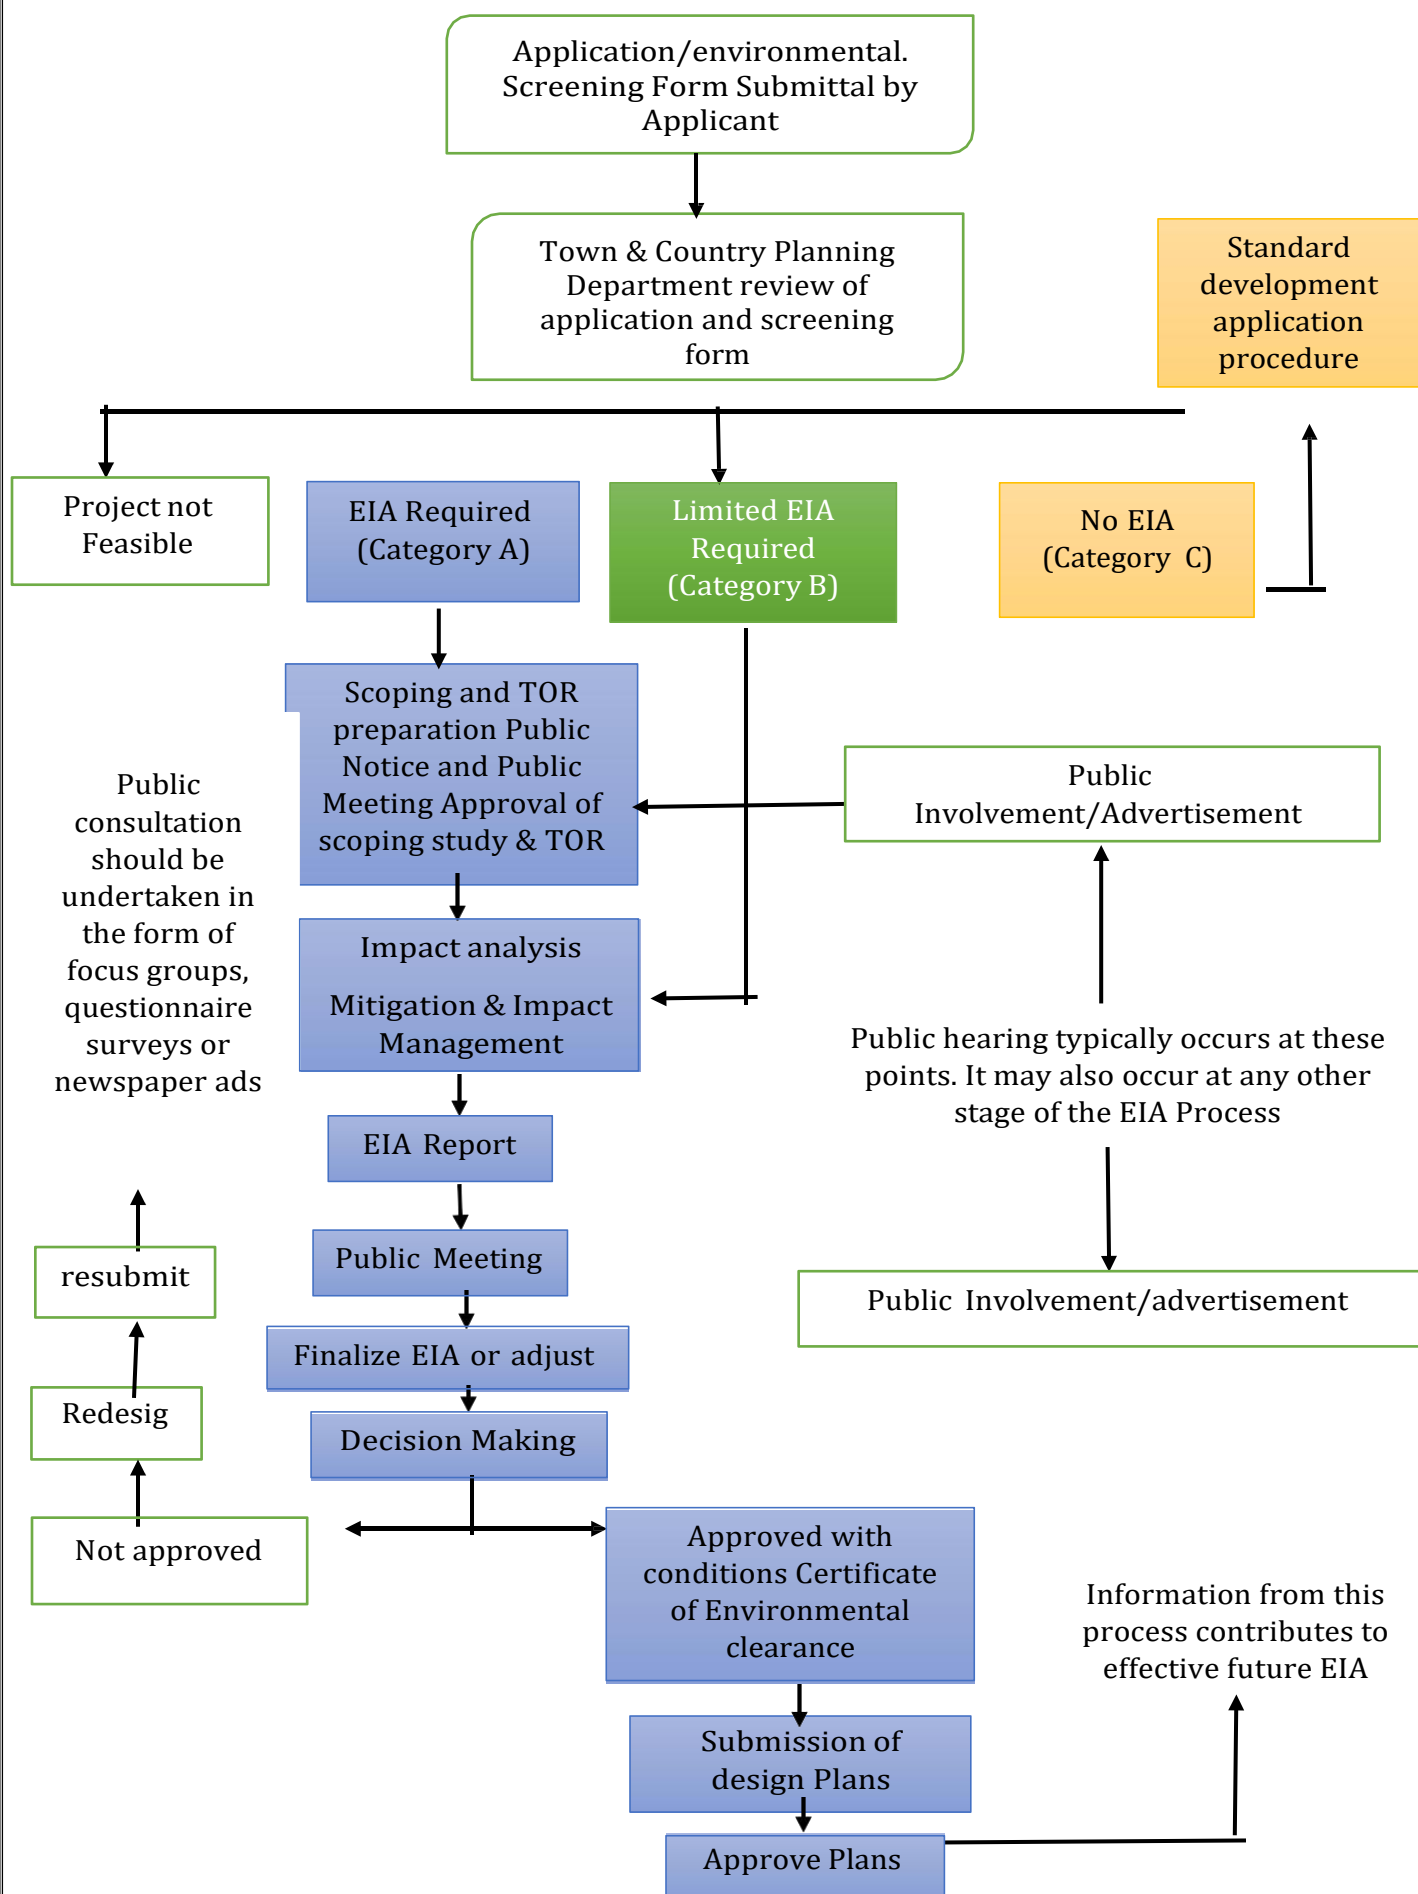 Application/environmental.
Screening Form Submittal by
Applicant
Town & Country Planning
Department review of
application and screening
form
Standard
development
application
procedure
Project not
Feasible
EIA Required
(Category A)
Limited EIA
Required
(Category B)
No EIA
(Category C)
Scoping and TOR
preparation Public
Notice and Public
Meeting Approval of
scoping study & TOR
Public
Involvement/Advertisement
Public
consultation
should be
undertaken in
the form of
focus groups,
questionnaire
surveys or
newspaper ads
Impact analysis
Mitigation & Impact
Management
Public hearing typically occurs at these
points. It may also occur at any other
stage of the EIA Process
EIA Report
Public Meeting
resubmit
Public Involvement/advertisement
Finalize EIA or adjust
Redesig
Decision Making
Not approved
Approved with
conditions Certificate
of Environmental
clearance
Information from this
process contributes to
effective future EIA
Submission of
design Plans
Approve Plans